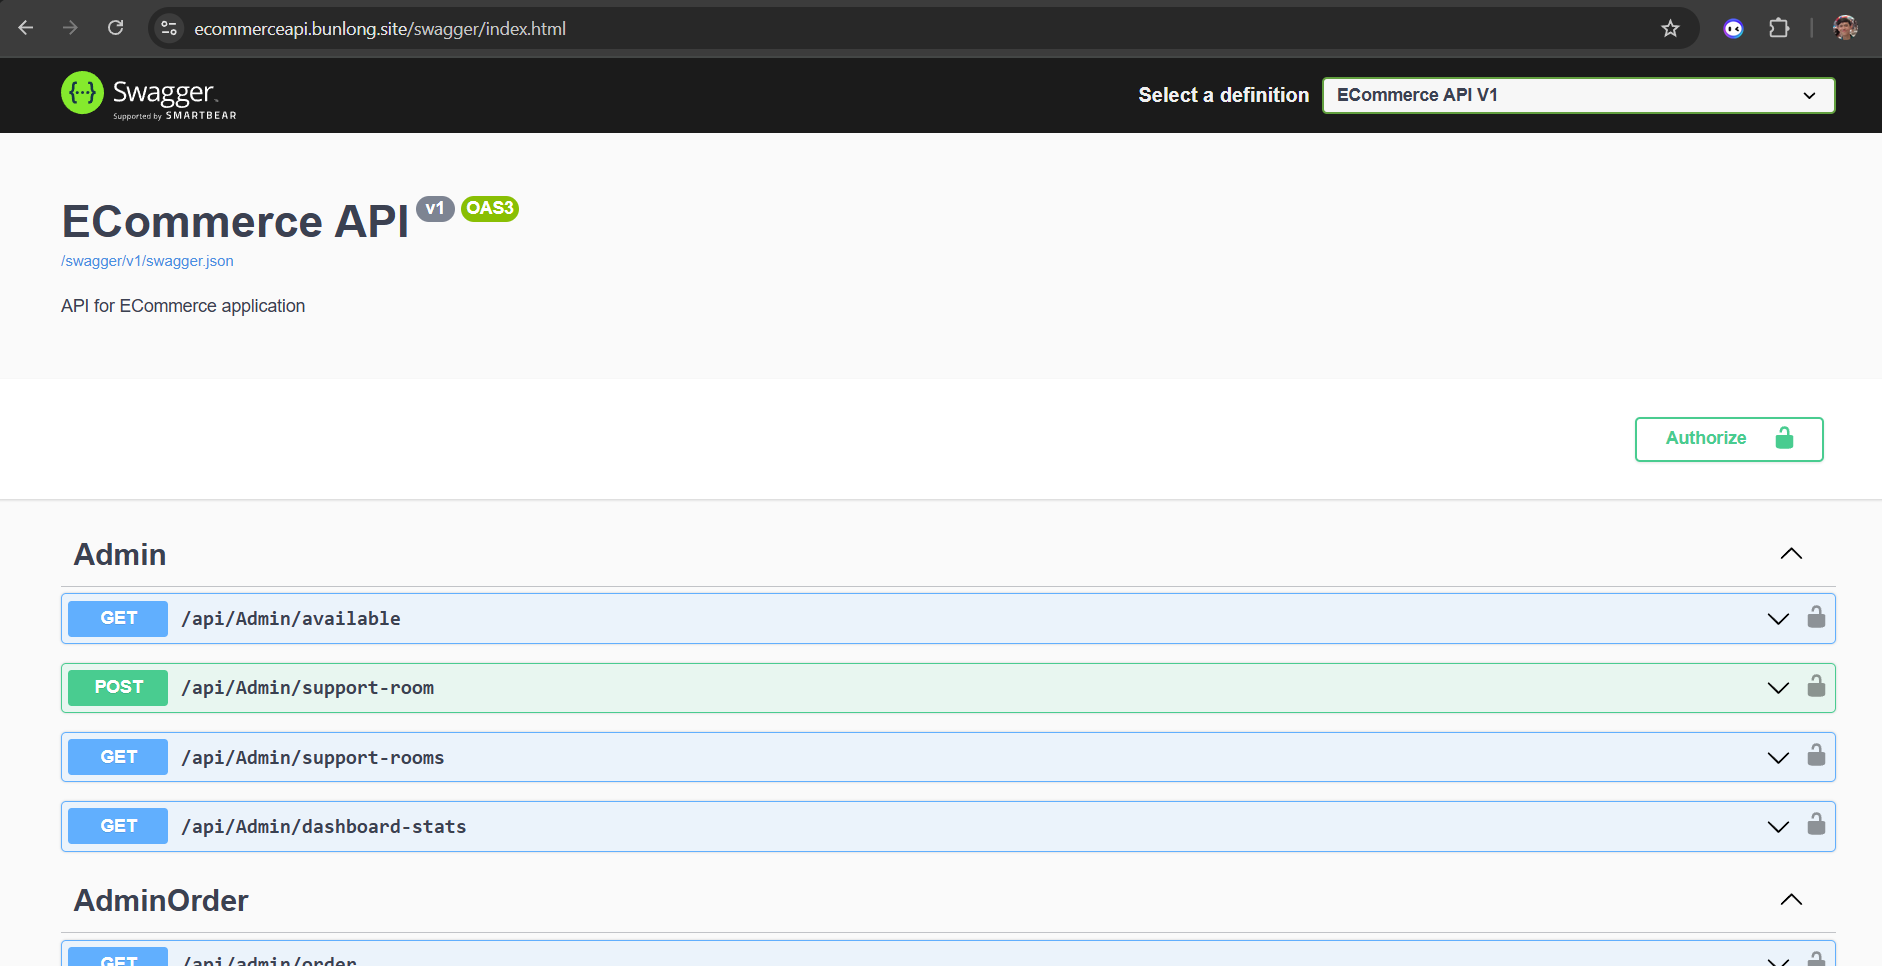 ecommerceapi.bunlong.site/swagger/index.html
{···} Swagger
Supported by SMARTBEAR
Select a definition
ECommerce API V1
ECommerce API v1 OAS3
/swagger/v1/swagger.json
API for ECommerce application
Authorize
Admin
GET /api/Admin/available
POST /api/Admin/support-room
GET /api/Admin/support-rooms
GET /api/Admin/dashboard-stats
AdminOrder
GET /api/admin/order